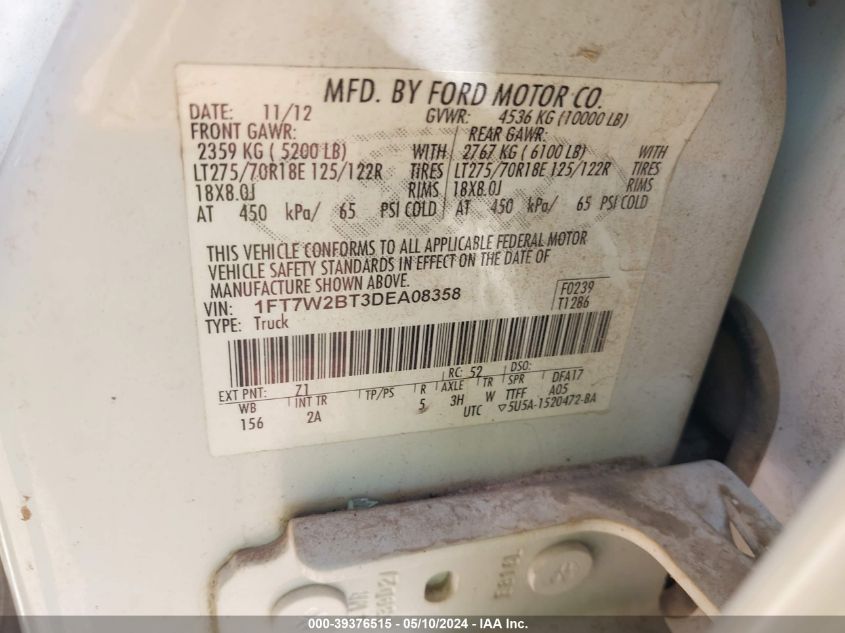 MFD. BY FORD MOTOR CO.
DATE: 11/12 GVWR: 4536 KG (10000 LB)
FRONT GAWR: REAR GAWR:
2359 KG ( 5200 LB) WITH 2767 KG ( 6100 LB) WITH
LT275/70R18E 125/122R TIRES LT275/70R18E 125/122R TIRES
18X8.0J RIMS 18X8.0J RIMS
AT 450 kPa/ 65 PSI COLD AT 450 kPa/ 65 PSI COLD
THIS VEHICLE CONFORMS TO ALL APPLICABLE FEDERAL MOTOR
VEHICLE SAFETY STANDARDS IN EFFECT ON THE DATE OF
MANUFACTURE SHOWN ABOVE.
VIN: 1FT7W2BT3DEA08358 F0239
TYPE: Truck T1286
EXT PNT: Z1 RC: 52 DSO:
WB INT TR TP/PS R AXLE TR SPR DFA17
156 2A 5 3H W TTFF A05
UTC ▽5U5A-1520472-BA
000-39376515 - 05/10/2024 - IAA Inc.